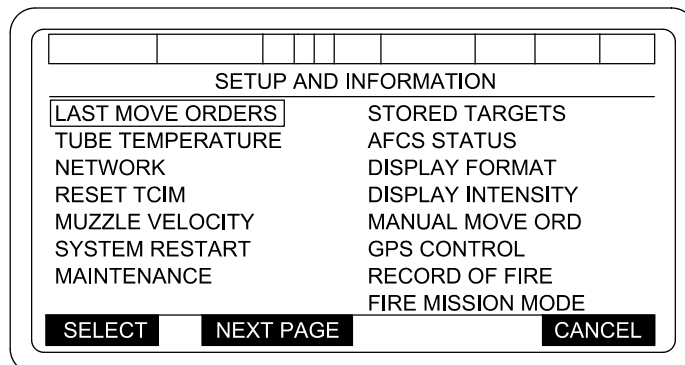 SETUP AND INFORMATION
LAST MOVE ORDERS STORED TARGETS
TUBE TEMPERATURE AFCS STATUS
NETWORK DISPLAY FORMAT
RESET TCIM DISPLAY INTENSITY
MUZZLE VELOCITY MANUAL MOVE ORD
SYSTEM RESTART GPS CONTROL
MAINTENANCE RECORD OF FIRE
FIRE MISSION MODE
SELECT NEXT PAGE CANCEL